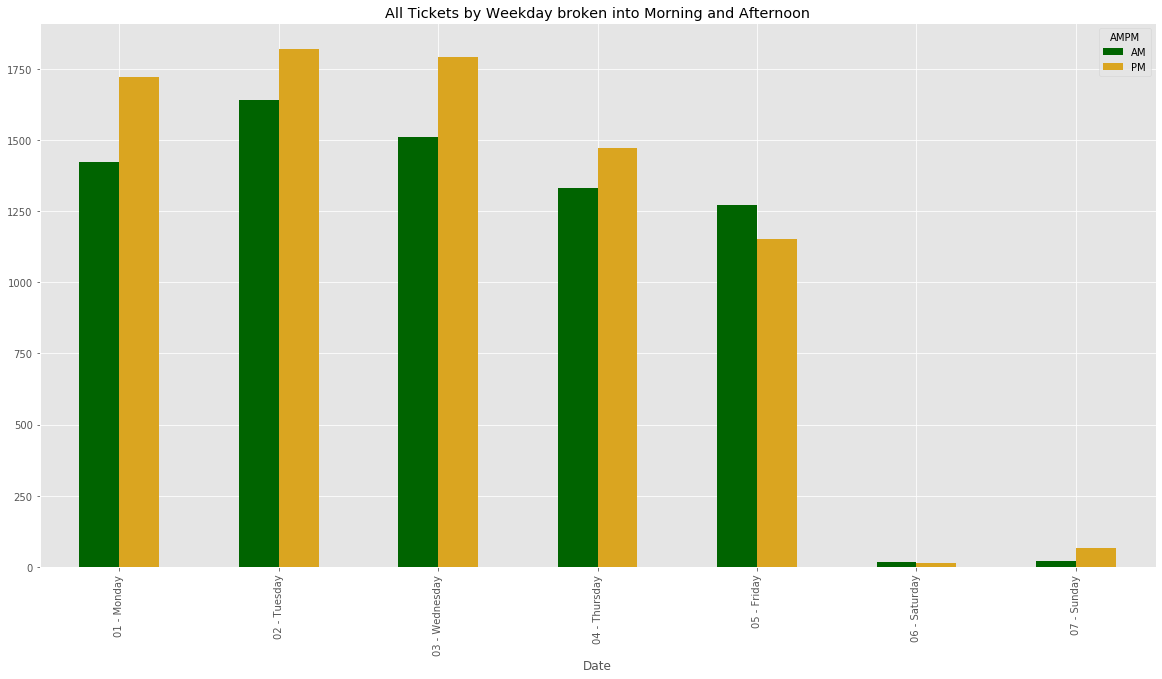 All Tickets by Weekday broken into Morning and Afternoon
AMPM
AM
PM
1750
1500
1250
1000
750
500
250
0
01 - Monday
02 - Tuesday
03 - Wednesday
04 - Thursday
05 - Friday
06 - Saturday
07 - Sunday
Date